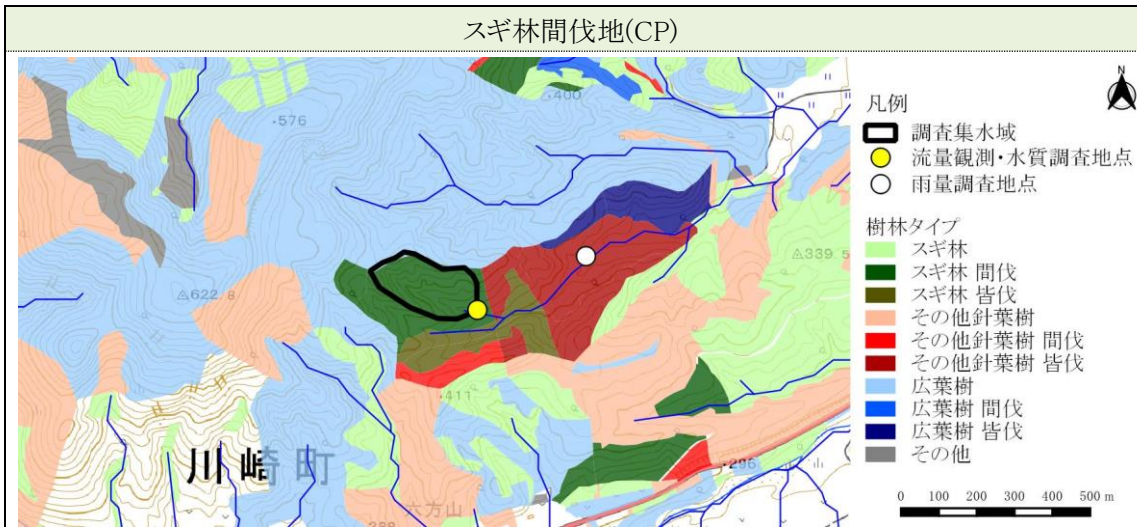 スギ林間伐地(CP)
・400
・576
△622.8
△339.5
・411
川崎町
六方山
・296
388
N
凡例
調査集水域
流量観測・水質調査地点
雨量調査地点
樹林タイプ
スギ林
スギ林 間伐
スギ林 皆伐
その他針葉樹
その他針葉樹 間伐
その他針葉樹 皆伐
広葉樹
広葉樹 間伐
広葉樹 皆伐
その他
0 100 200 300 400 500 m